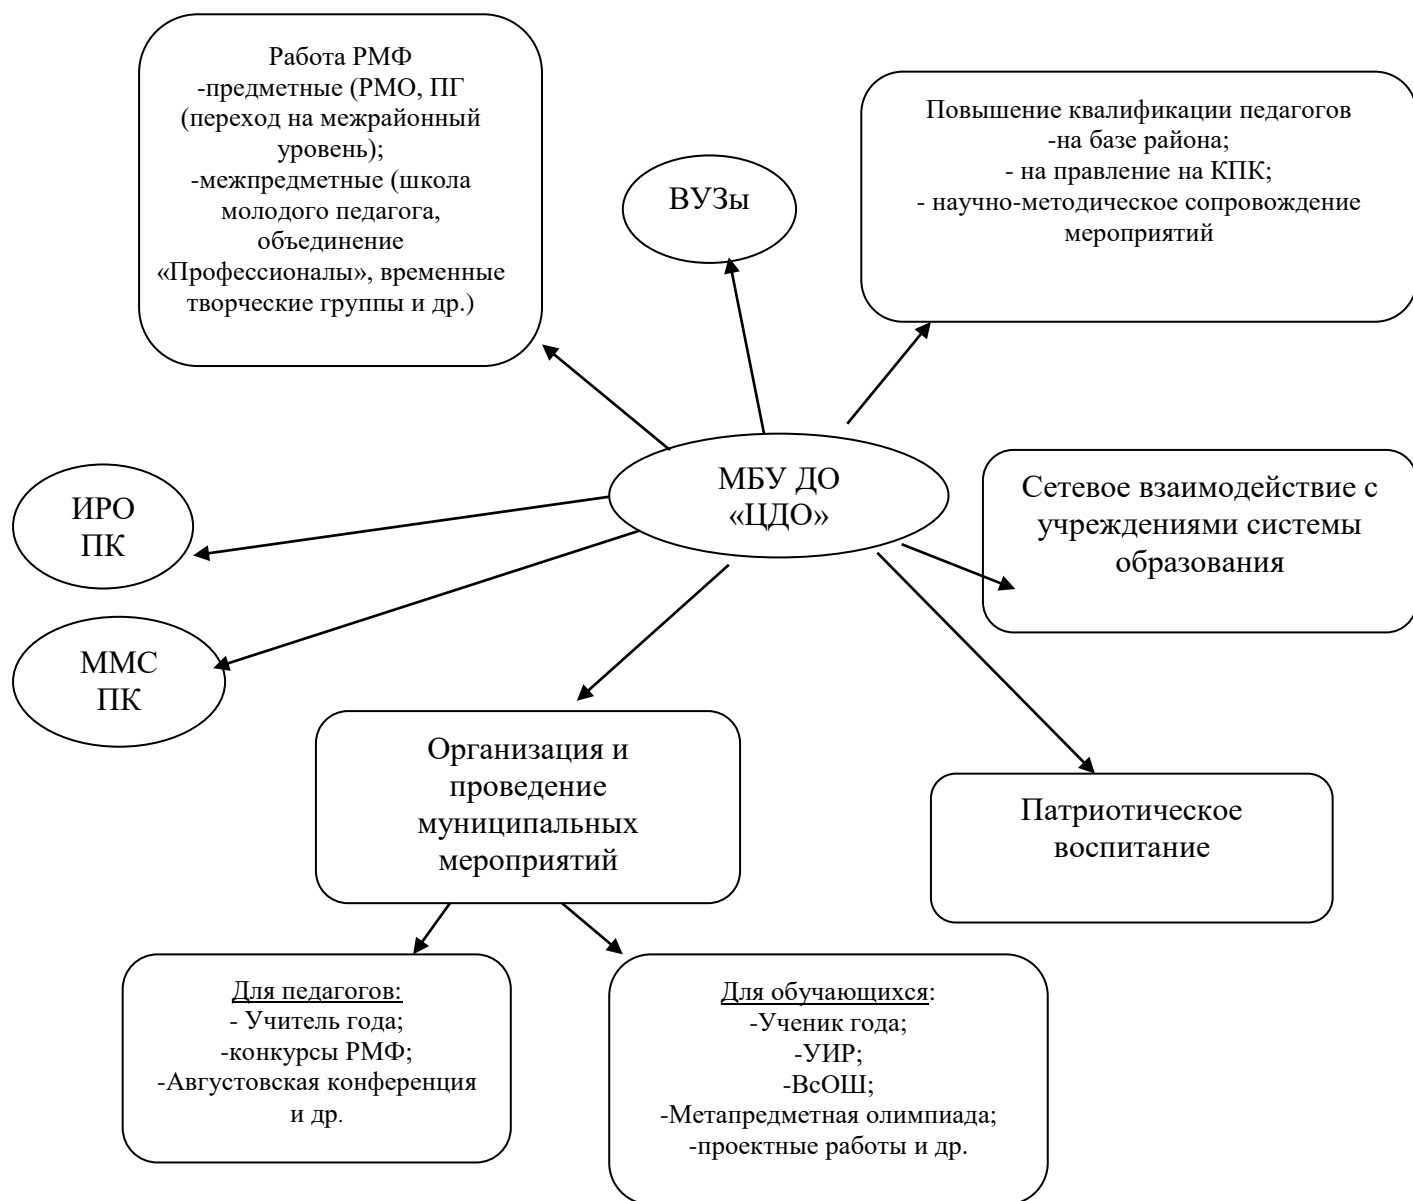 Работа РМФ
-предметные (РМО, ПГ
(переход на межрайонный
уровень);
-межпредметные (школа
молодого педагога,
объединение
«Профессионалы», временные
творческие группы и др.)
ВУЗы
Повышение квалификации педагогов
-на базе района;
- на правление на КПК;
- научно-методическое сопровождение
мероприятий
МБУ ДО
«ЦДО»
ИРО
ПК
ММС
ПК
Сетевое взаимодействие с
учреждениями системы
образования
Организация и
проведение
муниципальных
мероприятий
Патриотическое
воспитание
Для педагогов:
- Учитель года;
-конкурсы РМФ;
-Августовская конференция
и др.
Для обучающихся:
-Ученик года;
-УИР;
-ВсОШ;
-Метапредметная олимпиада;
-проектные работы и др.